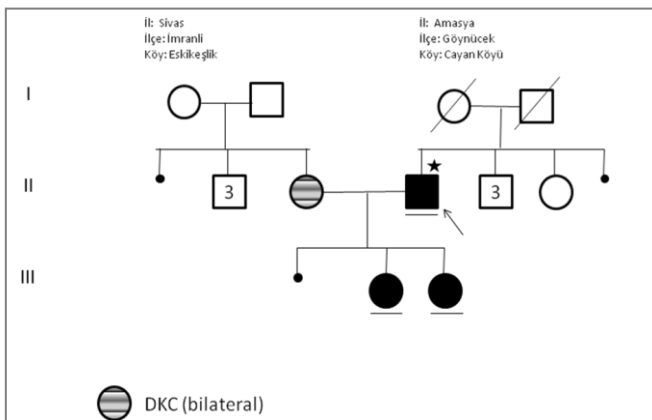 İl: Sivas
İlçe: İmranli
Köy: Eskikeşlik
İl: Amasya
İlçe: Göynücek
Köy: Cayan Köyü
I
II
3
3
III
DKC (bilateral)